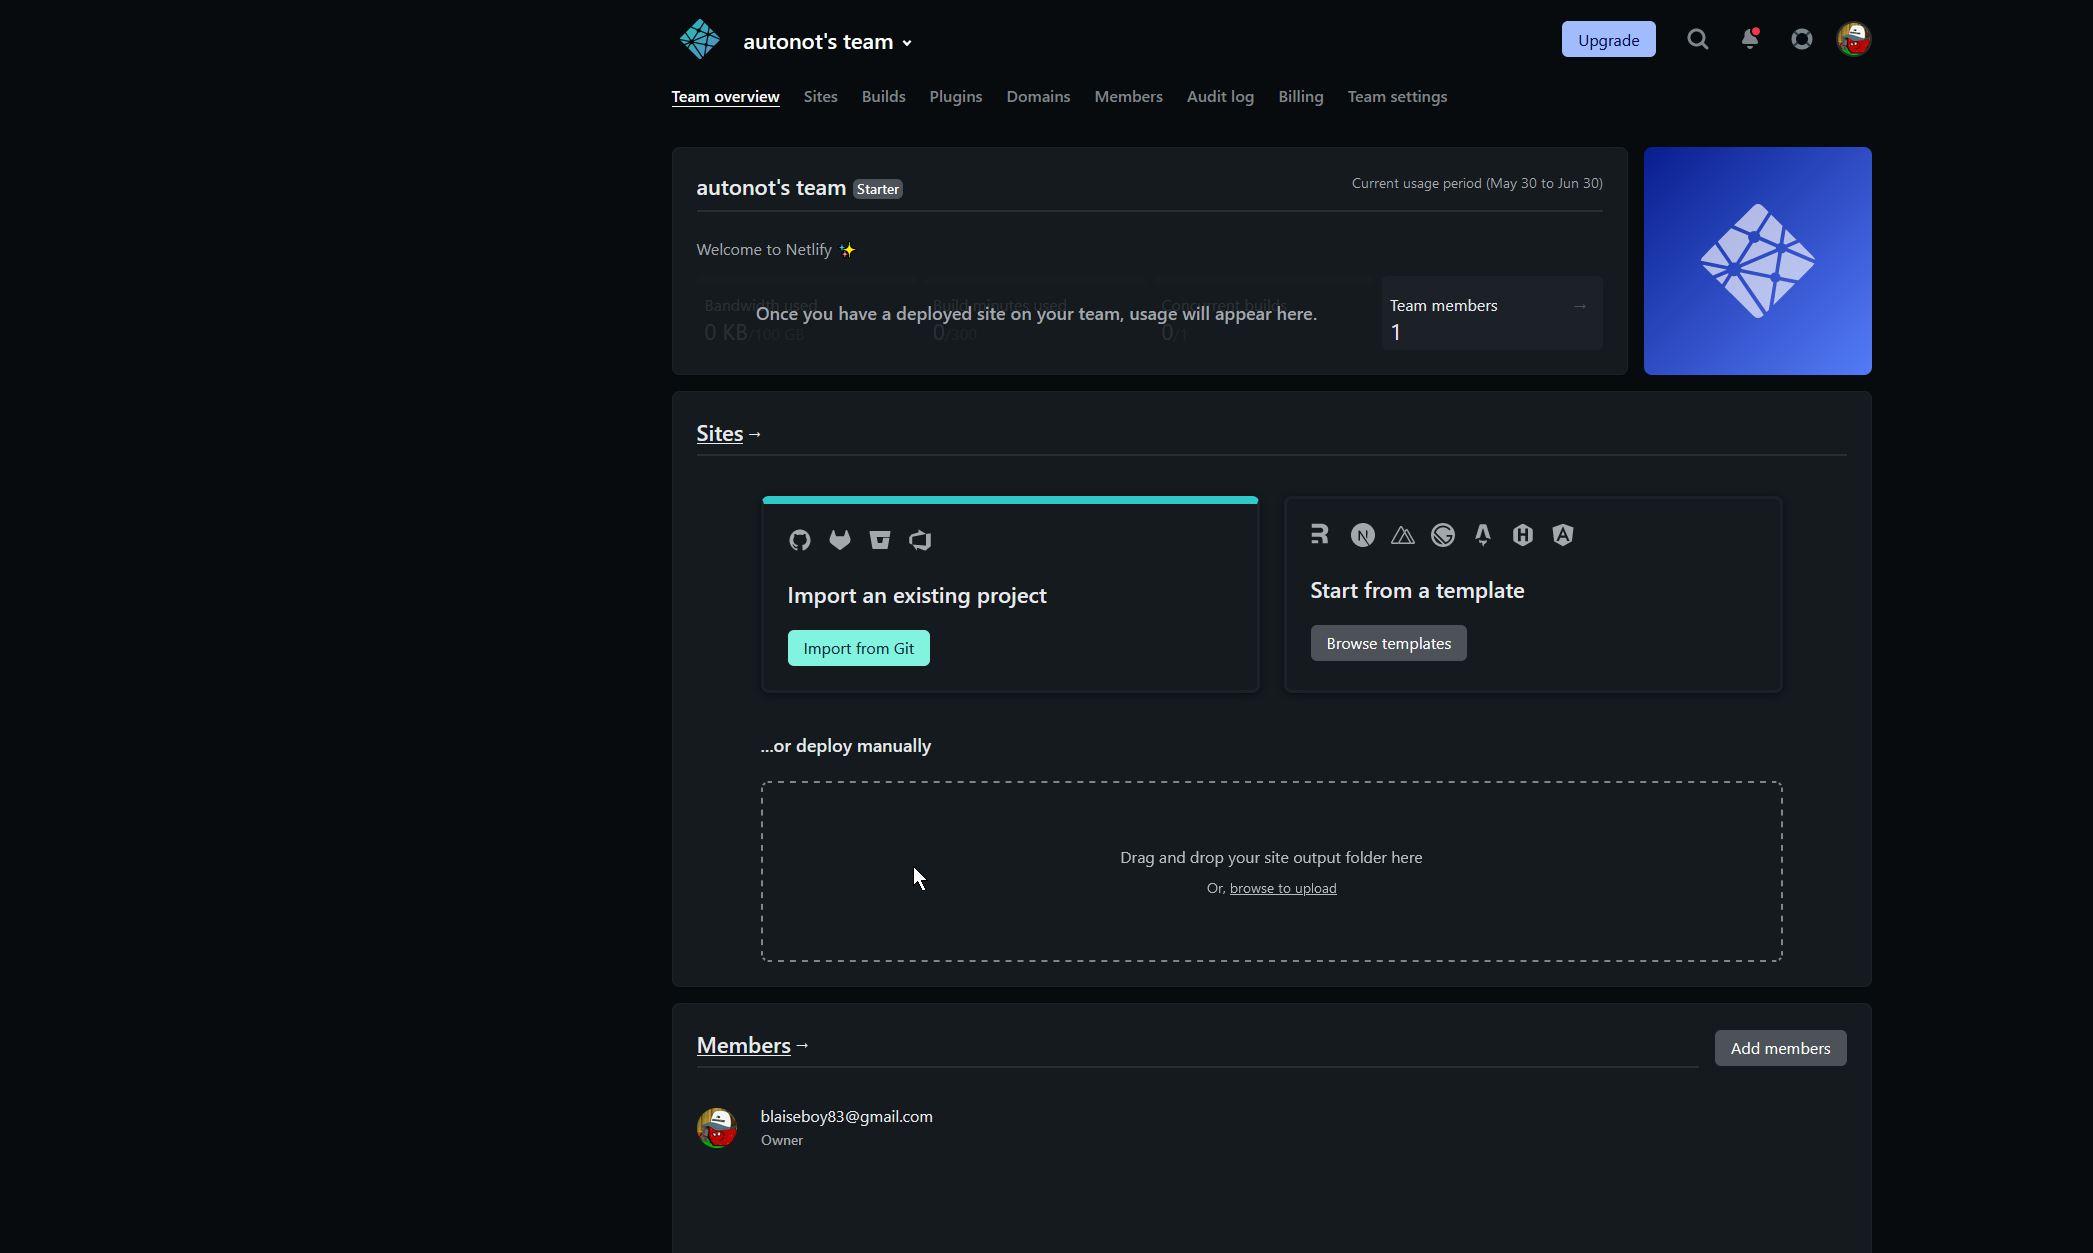 autonot's team
Upgrade
Team overview
Sites
Builds
Plugins
Domains
Members
Audit log
Billing
Team settings
autonot's team Starter
Current usage period (May 30 to Jun 30)
Welcome to Netlify ✨
Bandwidth used
0 KB/100 GB
Build minutes used
0/300
Concurrent builds
0/1
Once you have a deployed site on your team, usage will appear here.
Team members →
1
Sites →
Import an existing project
Import from Git
Start from a template
Browse templates
...or deploy manually
Drag and drop your site output folder here
Or, browse to upload
Members →
Add members
blaiseboy83@gmail.com
Owner